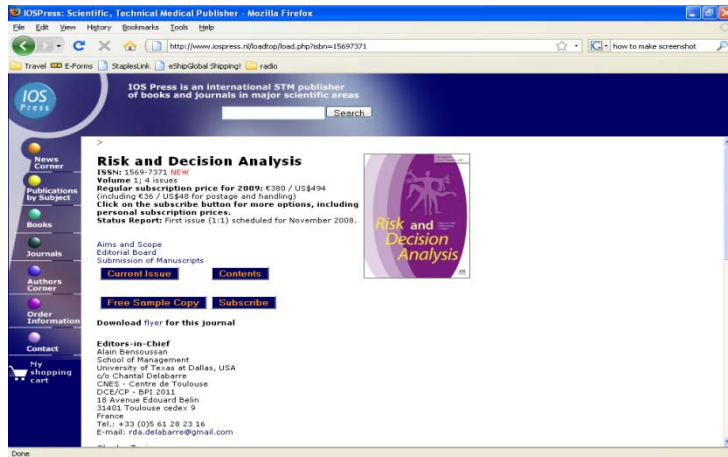 IOSPress: Scientific, Technical Medical Publisher - Mozilla Firefox
File Edit View History Bookmarks Tools Help
http://www.iospress.nl/loadtop/load.php?isbn=15697371
how to make screenshot
Travel E-Forms StaplesLink eShipGlobal Shipping! radio
IOS Press
IOS Press is an international STM publisher
of books and journals in major scientific areas
Search
News Corner
Publications by Subject
Books
Journals
Authors Corner
Order Information
Contact
My shopping cart
>
Risk and Decision Analysis
ISSN: 1569-7371 NEW
Volume 1; 4 issues
Regular subscription price for 2009: €380 / US$494
(including €36 / US$48 for postage and handling)
Click on the subscribe button for more options, including
personal subscription prices.
Status Report: First issue (1:1) scheduled for November 2008.
Risk and
Decision
Analysis
Aims and Scope
Editorial Board
Submission of Manuscripts
Current Issue Contents
Free Sample Copy Subscribe
Download flyer for this journal
Editors-in-Chief
Alain Bensoussan
School of Management
University of Texas at Dallas, USA
c/o Chantal Delabarre
CNES - Centre de Toulouse
DCE/CP - BPI 2011
18 Avenue Edouard Belin
31401 Toulouse cedex 9
France
Tel.: +33 (0)5 61 28 23 16
E-mail: rda.delabarre@gmail.com
Done